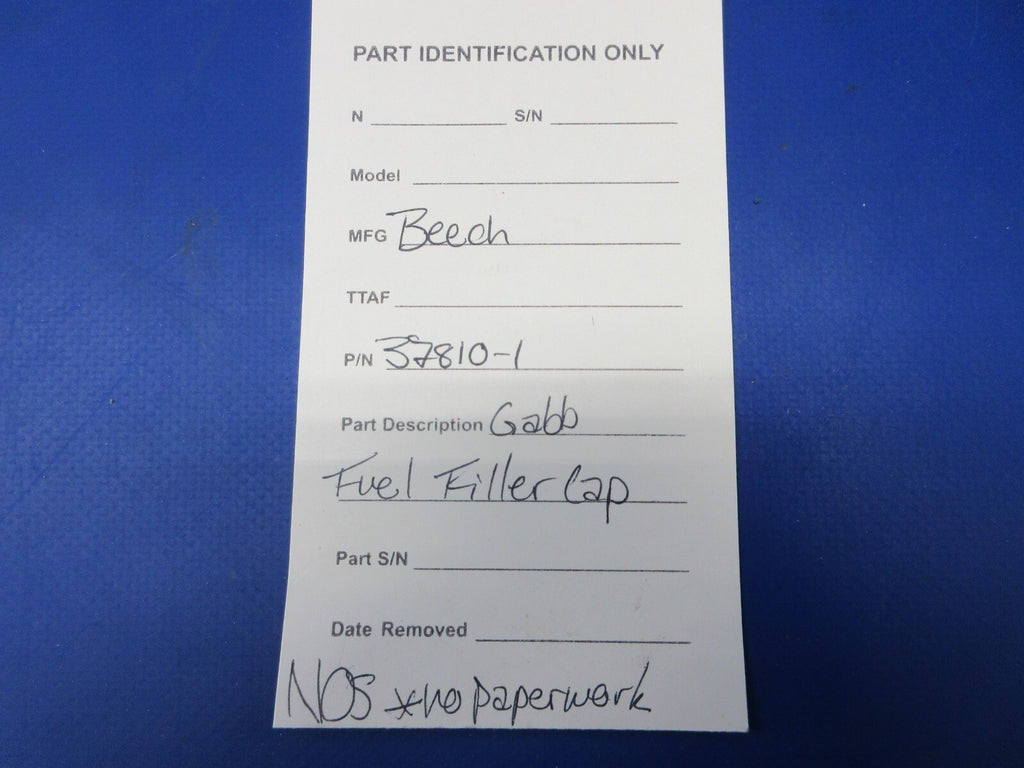 PART IDENTIFICATION ONLY
N S/N
Model
MFG Beech
TTAF
P/N 37810-1
Part Description Gabb
Fuel Filler Cap
Part S/N
Date Removed
NOS *no paperwork